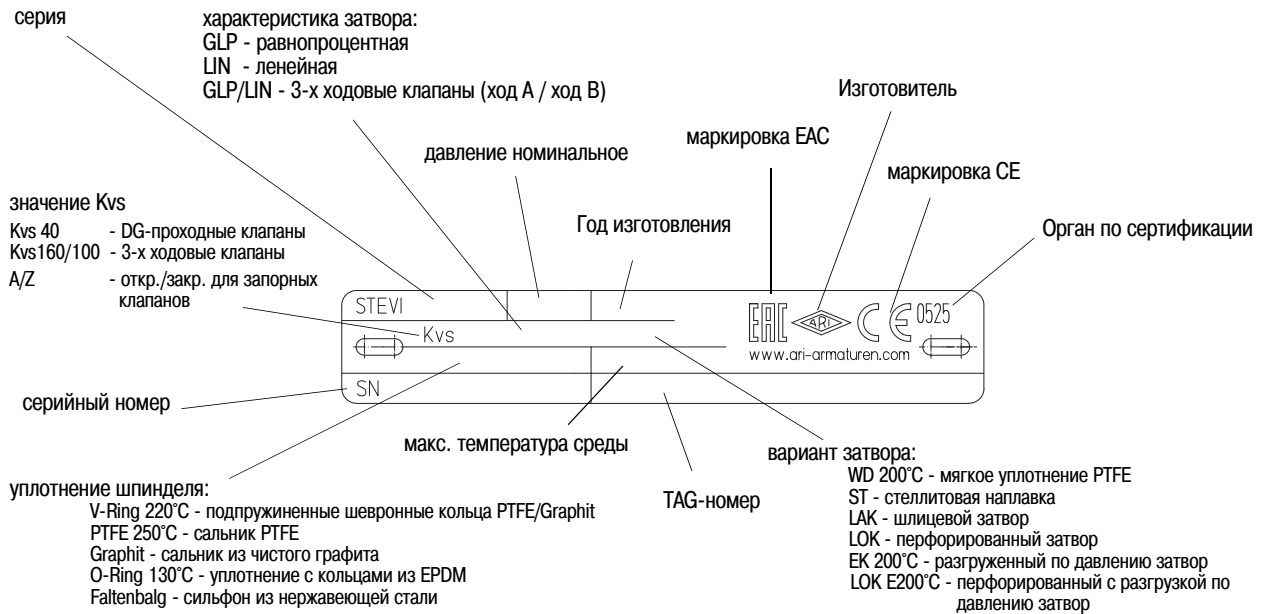 серия
характеристика затвора:
GLP - равнопроцентная
LIN - ленейная
GLP/LIN - 3-х ходовые клапаны (ход A / ход B)
Изготовитель
маркировка EAC
давление номинальное
маркировка CE
значение Kvs
Kvs 40 - DG-проходные клапаны
Kvs160/100 - 3-х ходовые клапаны
A/Z - откр./закр. для запорных
клапанов
Год изготовления
Орган по сертификации
STEVI
EAC ARI CE 0525
Kvs
www.ari-armaturen.com
SN
серийный номер
макс. температура среды
TAG-номер
вариант затвора:
WD 200°C - мягкое уплотнение PTFE
ST - стеллитовая наплавка
LAK - шлицевой затвор
LOK - перфорированный затвор
EK 200°C - разгруженный по давлению затвор
LOK E200°C - перфорированный с разгрузкой по
давлению затвор
уплотнение шпинделя:
V-Ring 220°C - подпружиненные шевронные кольца PTFE/Graphit
PTFE 250°C - сальник PTFE
Graphit - сальник из чистого графита
O-Ring 130°C - уплотнение с кольцами из EPDM
Faltenbalg - сильфон из нержавеющей стали